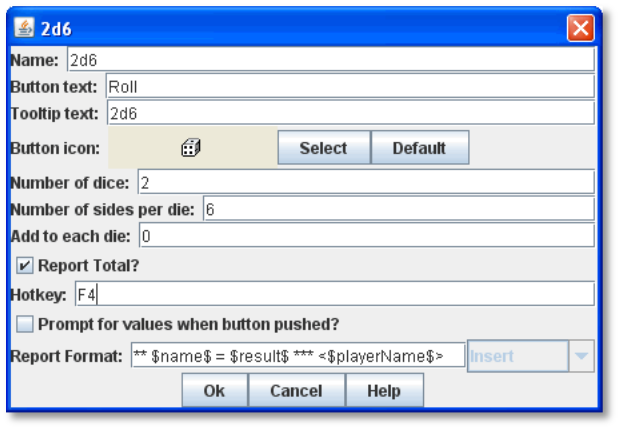 2d6
Name: 2d6
Button text: Roll
Tooltip text: 2d6
Button icon: Select Default
Number of dice: 2
Number of sides per die: 6
Add to each die: 0
Report Total?
Hotkey: F4
Prompt for values when button pushed?
Report Format: ** $name$ = $result$ *** <$playerName$> Insert
Ok Cancel Help